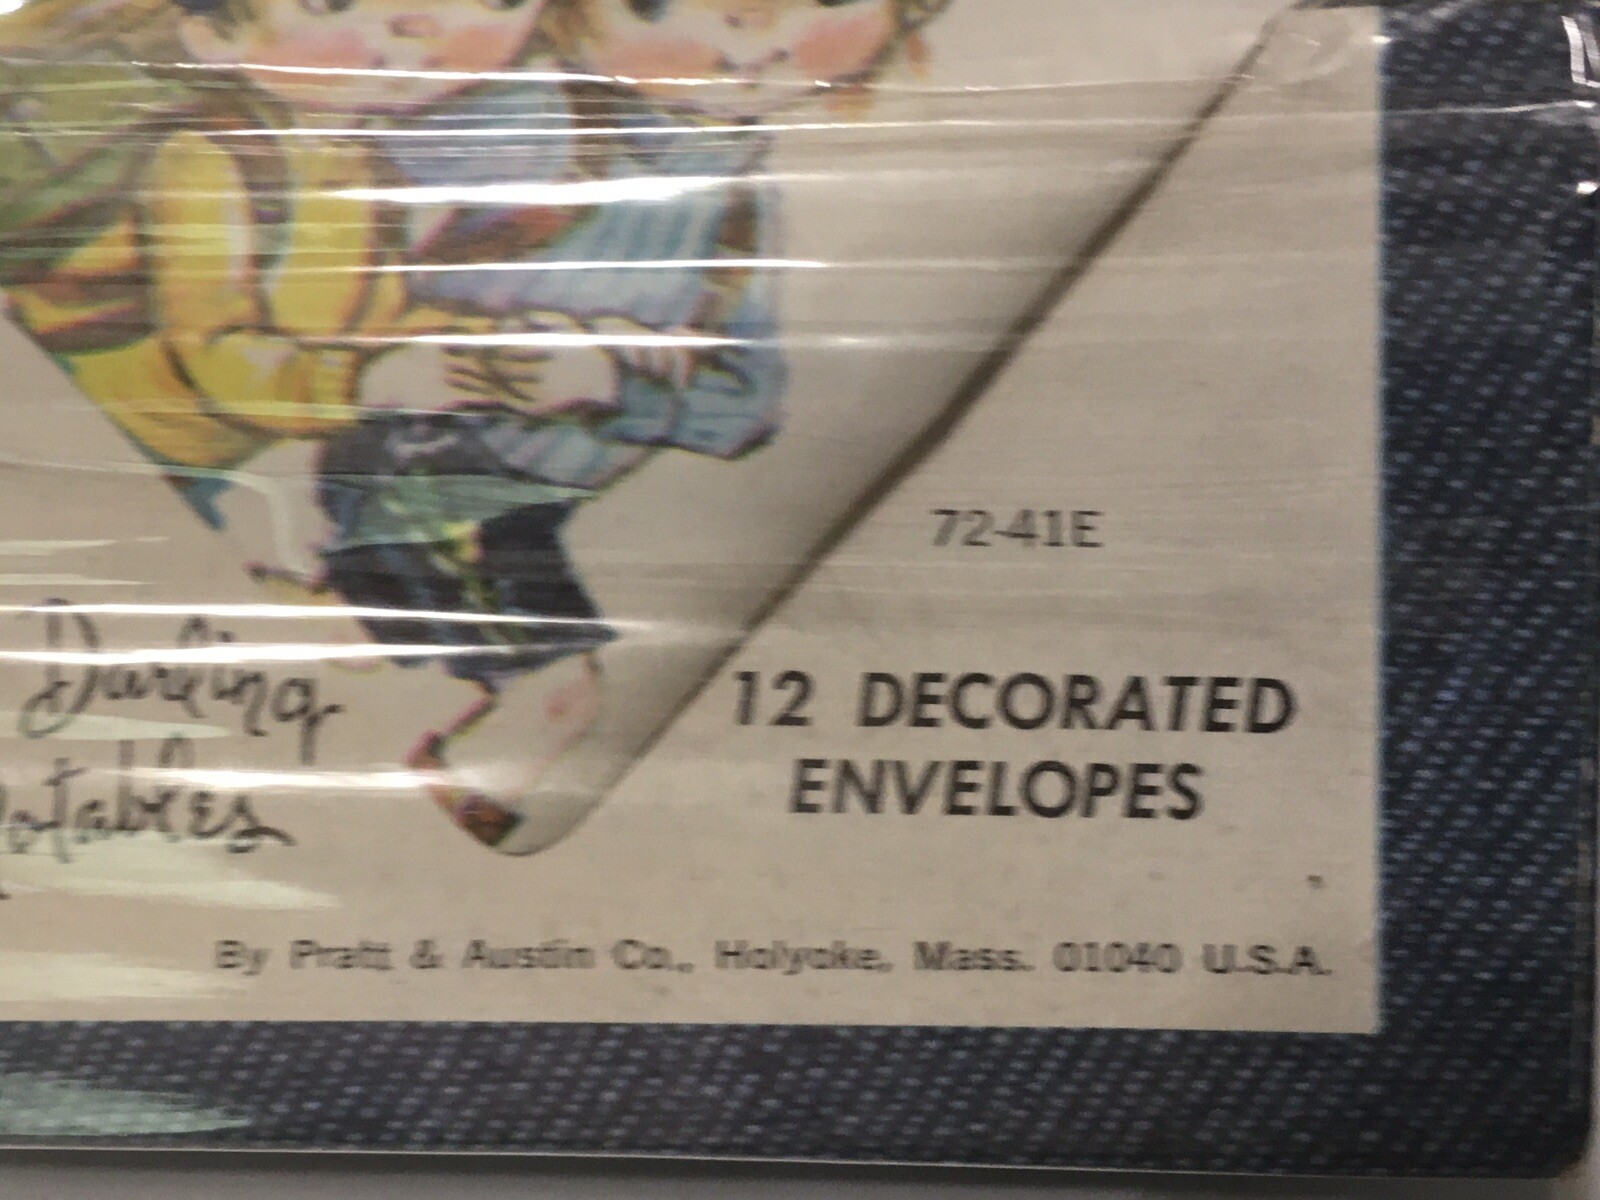 72-41E
Darling
12 DECORATED
ENVELOPES
By Pratt & Austin Co., Holyoke, Mass. 01040 U.S.A.